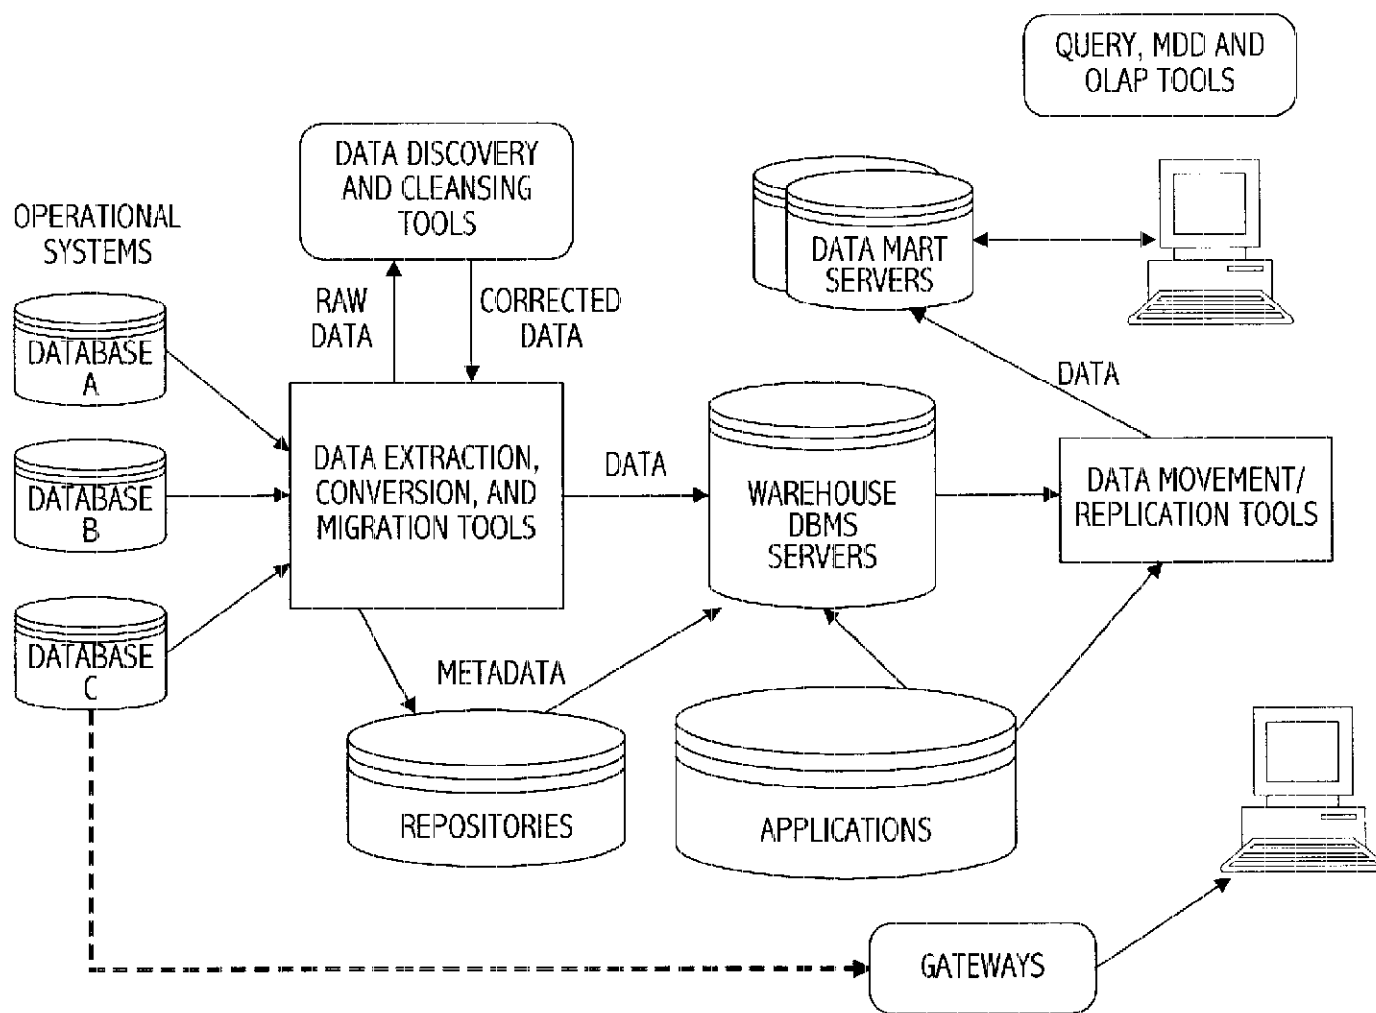 QUERY, MDD AND
OLAP TOOLS
DATA DISCOVERY
AND CLEANSING
TOOLS
OPERATIONAL
SYSTEMS
DATA MART
SERVERS
RAW
DATA
CORRECTED
DATA
DATABASE
A
DATA
DATA EXTRACTION,
CONVERSION, AND
MIGRATION TOOLS
DATA
WAREHOUSE
DBMS
SERVERS
DATA MOVEMENT/
REPLICATION TOOLS
DATABASE
B
DATABASE
C
METADATA
REPOSITORIES
APPLICATIONS
GATEWAYS